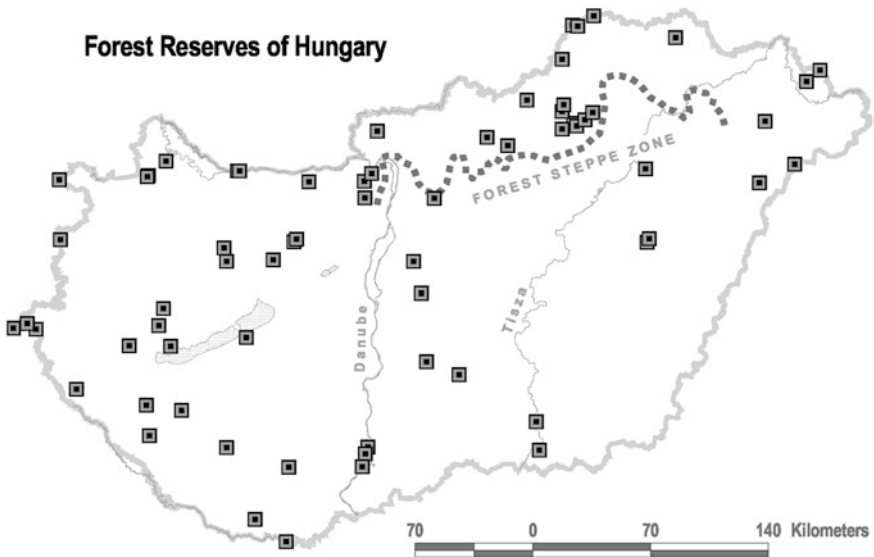 Forest Reserves of Hungary
FOREST STEPPE ZONE
Danube
Tisza
70 0 70 140 Kilometers